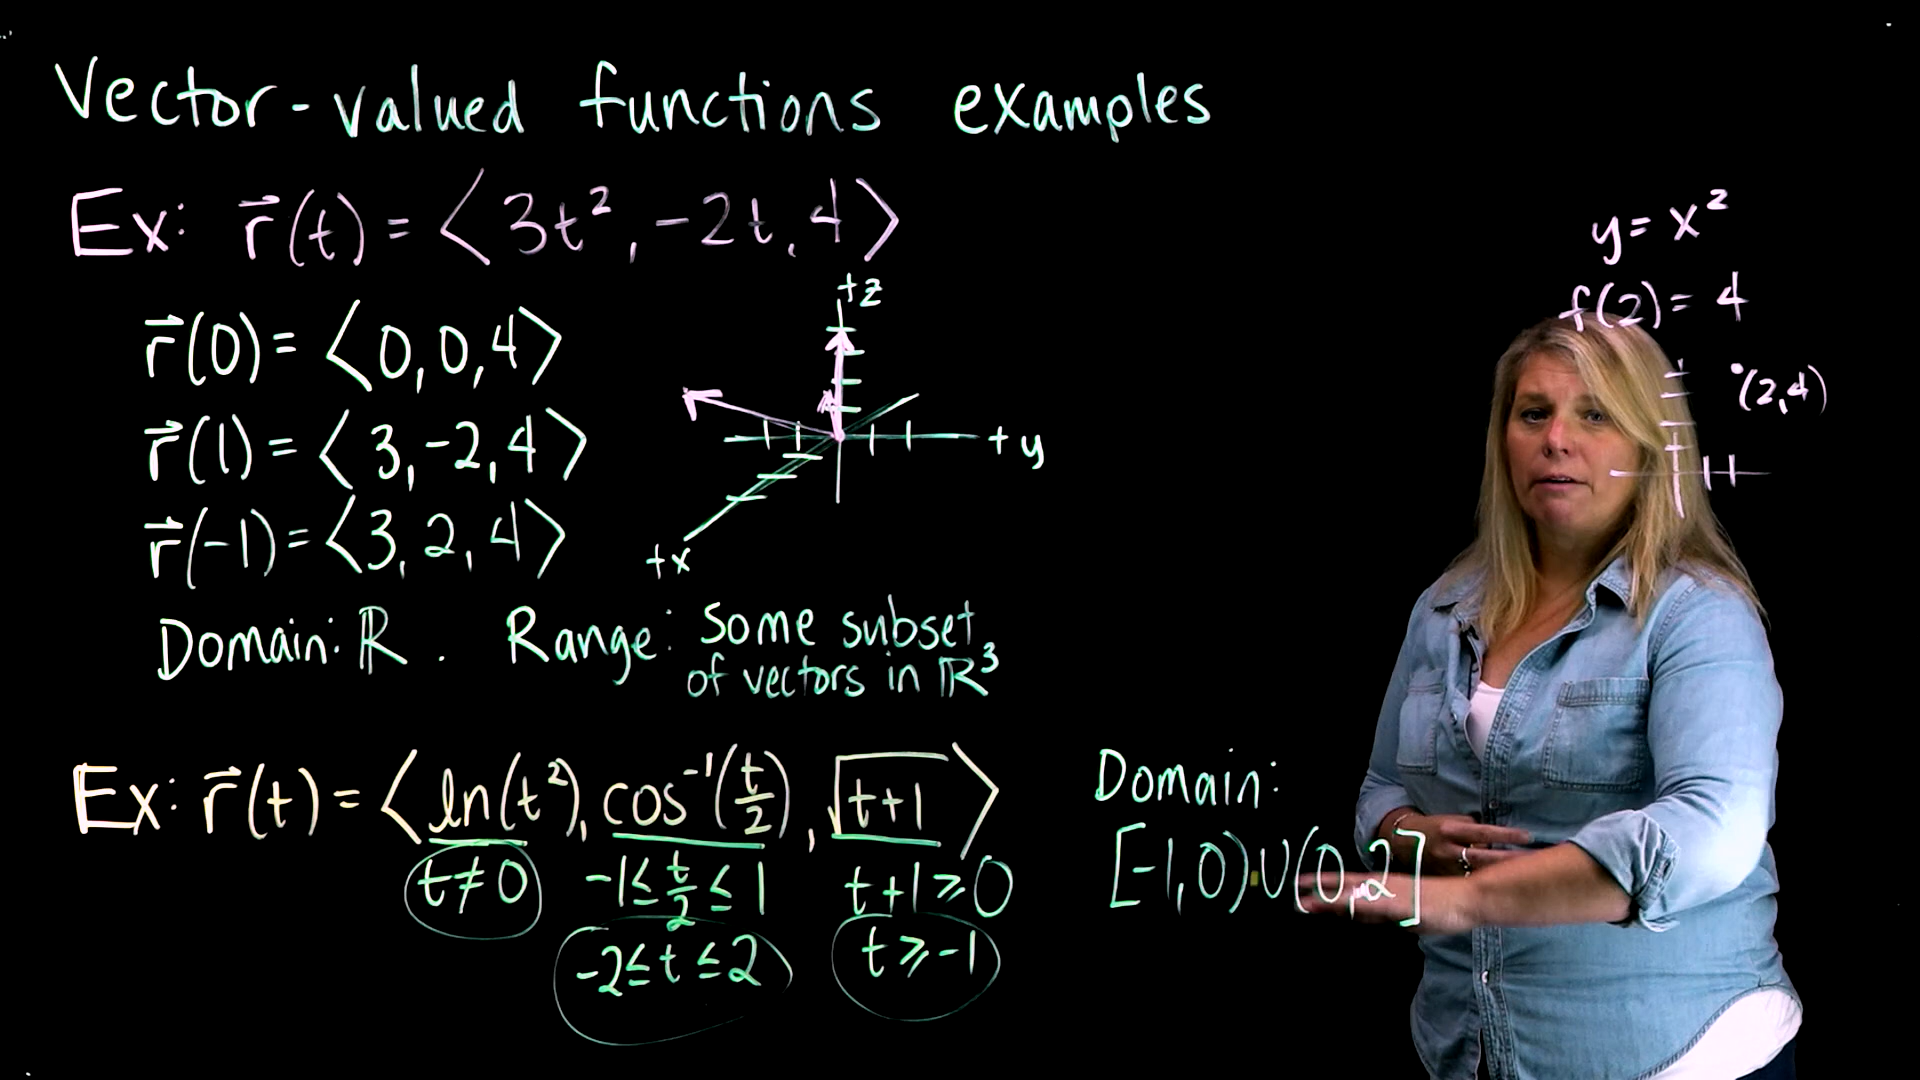 Vector-valued functions examples
Ex: r⃗(t) = ⟨3t², -2t, 4⟩
r⃗(0) = ⟨0, 0, 4⟩
r⃗(1) = ⟨3, -2, 4⟩
r⃗(-1) = ⟨3, 2, 4⟩
+z
+y
+x
Domain: ℝ. Range: some subset
of vectors in ℝ³
y = x²
f(2) = 4
(2,4)
Ex: r⃗(t) = ⟨ln(t²), cos⁻¹(t/2), √(t+1)⟩
t ≠ 0 -1 ≤ t/2 ≤ 1 t+1 ≥ 0
-2 ≤ t ≤ 2 t ≥ -1
Domain:
[-1,0) ∪ (0,2]